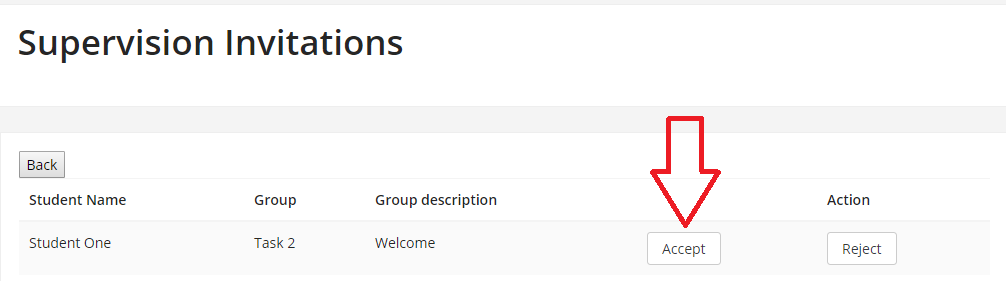 Supervision Invitations
Back
Student Name Group Group description Action
Student One Task 2 Welcome Accept Reject